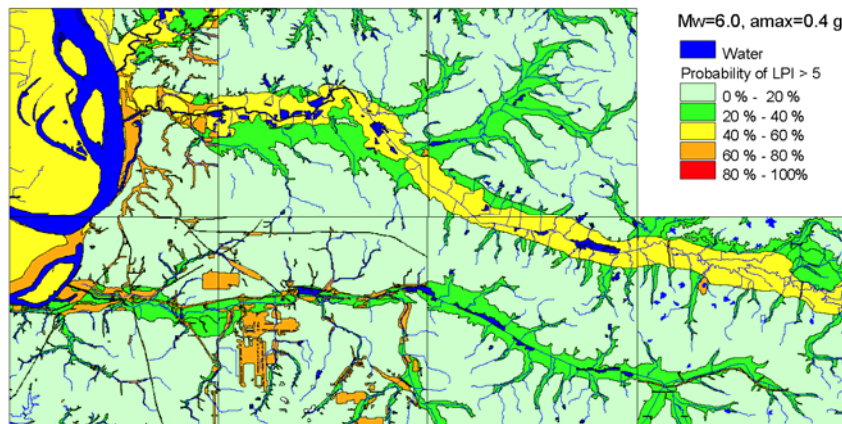 Mw=6.0, amax=0.4 g
Water
Probability of LPI > 5
0 % - 20 %
20 % - 40 %
40 % - 60 %
60 % - 80 %
80 % - 100%